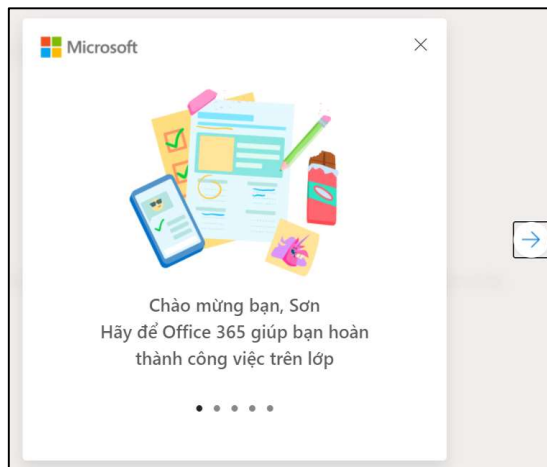 Microsoft
Chào mừng bạn, Sơn
Hãy để Office 365 giúp bạn hoàn
thành công việc trên lớp